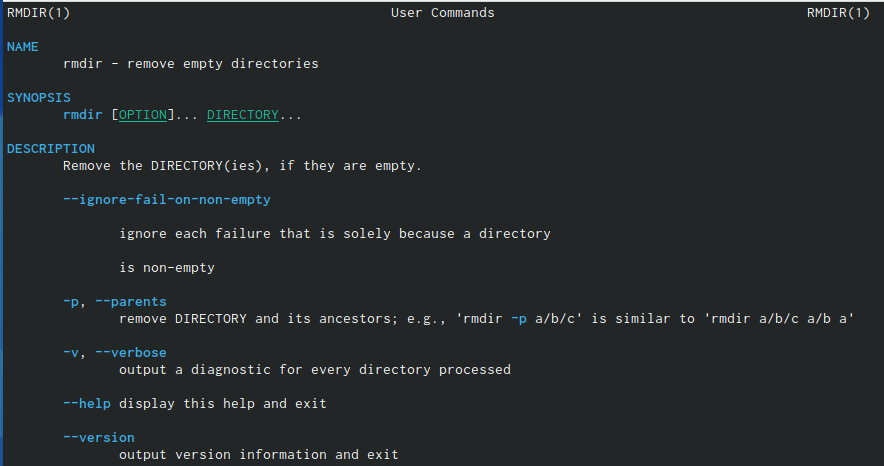 RMDIR(1) User Commands RMDIR(1)
NAME
rmdir - remove empty directories
SYNOPSIS
rmdir [OPTION]... DIRECTORY...
DESCRIPTION
Remove the DIRECTORY(ies), if they are empty.
--ignore-fail-on-non-empty
ignore each failure that is solely because a directory
is non-empty
-p, --parents
remove DIRECTORY and its ancestors; e.g., 'rmdir -p a/b/c' is similar to 'rmdir a/b/c a/b a'
-v, --verbose
output a diagnostic for every directory processed
--help display this help and exit
--version
output version information and exit